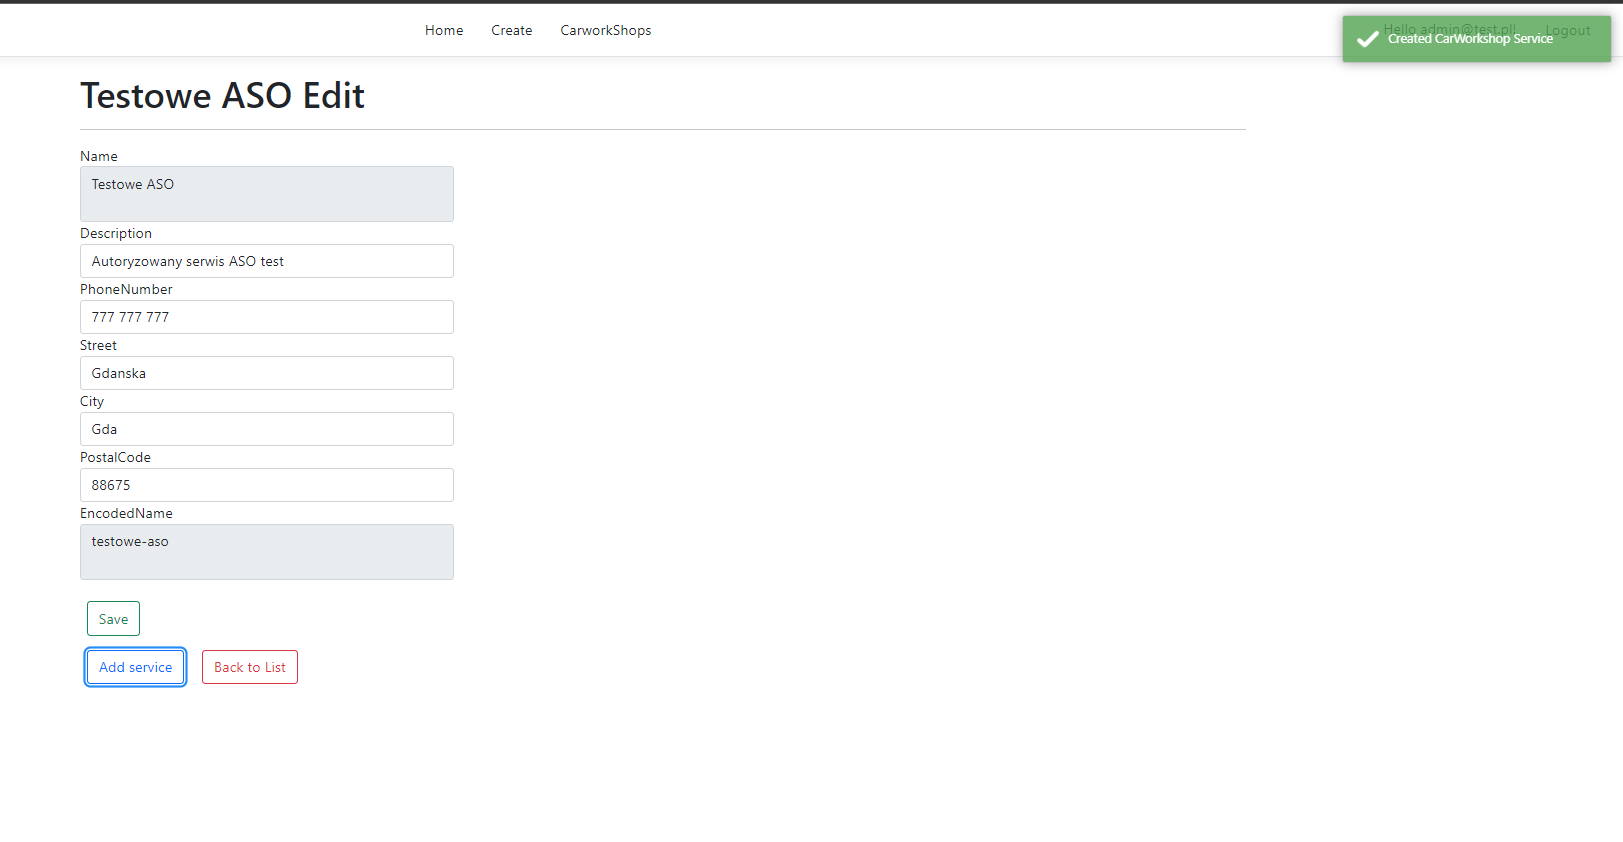 Home Create CarworkShops Hello admin@test.pl! Logout
Created CarWorkshop Service
Testowe ASO Edit
Name
Testowe ASO
Description
Autoryzowany serwis ASO test
PhoneNumber
777 777 777
Street
Gdanska
City
Gda
PostalCode
88675
EncodedName
testowe-aso
Save
Add service Back to List